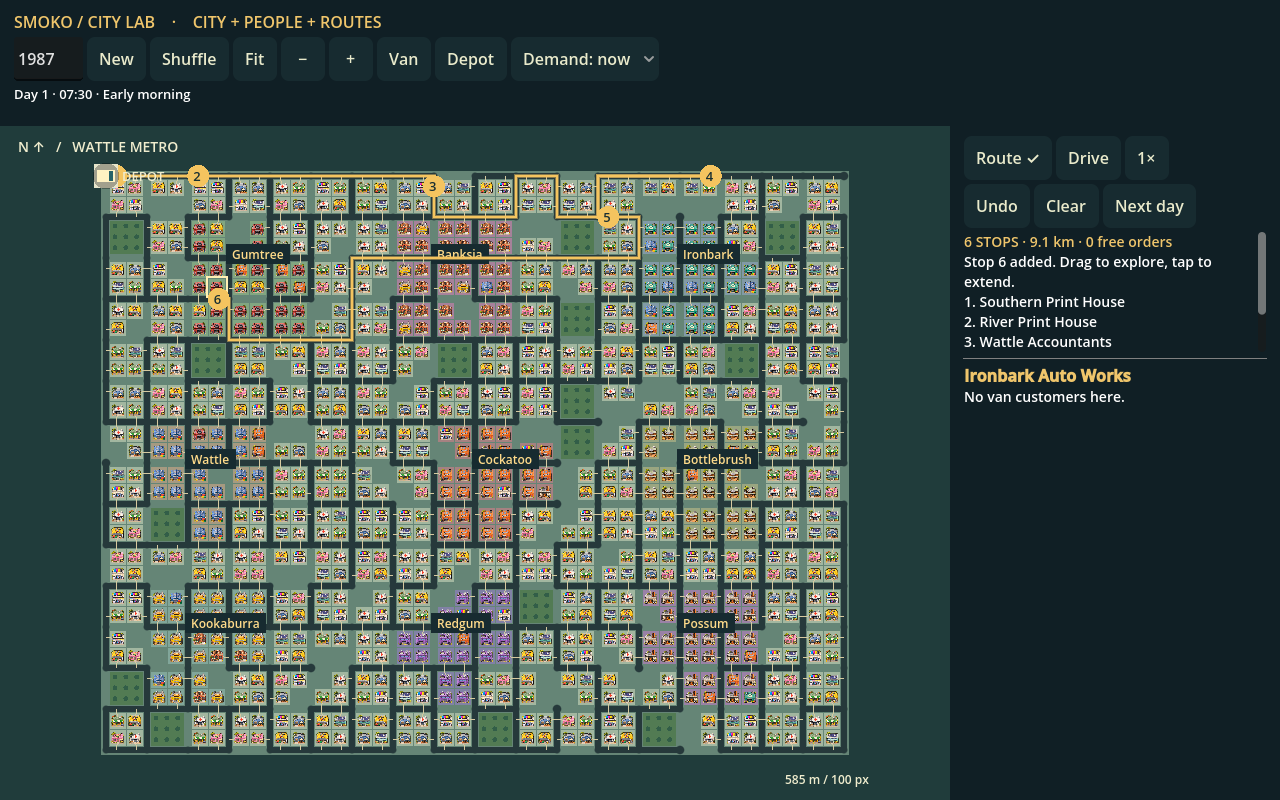 SMOKO / CITY LAB · CITY + PEOPLE + ROUTES
1987 New Shuffle Fit − + Van Depot Demand: now
Day 1 · 07:30 · Early morning
N ↑ / WATTLE METRO
Route ✓ Drive 1×
DEPOT 2 3 4
Undo Clear Next day
5
6 STOPS · 9.1 km · 0 free orders
Gumtree Banksia Ironbark
Stop 6 added. Drag to explore, tap to
extend.
6
1. Southern Print House
2. River Print House
3. Wattle Accountants
Ironbark Auto Works
No van customers here.
Wattle Cockatoo Bottlebrush
Kookaburra Redgum Possum
585 m / 100 px